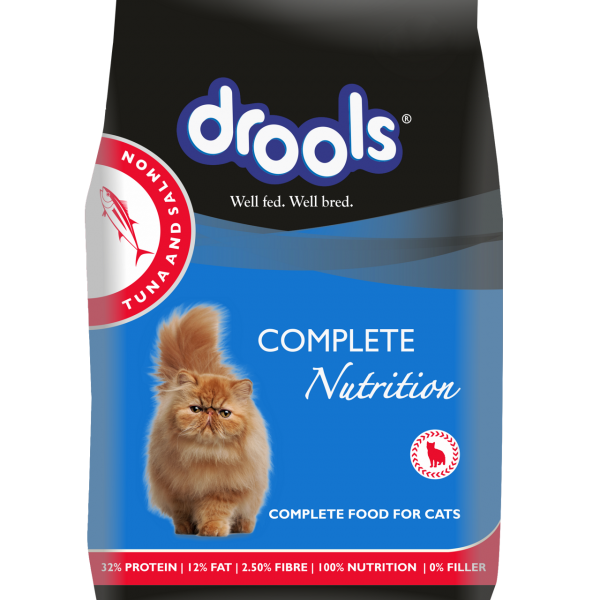 drools®
Well fed. Well bred.
TUNA AND SALMON
COMPLETE
Nutrition
COMPLETE FOOD FOR CATS
32% PROTEIN | 12% FAT | 2.50% FIBRE | 100% NUTRITION | 0% FILLER